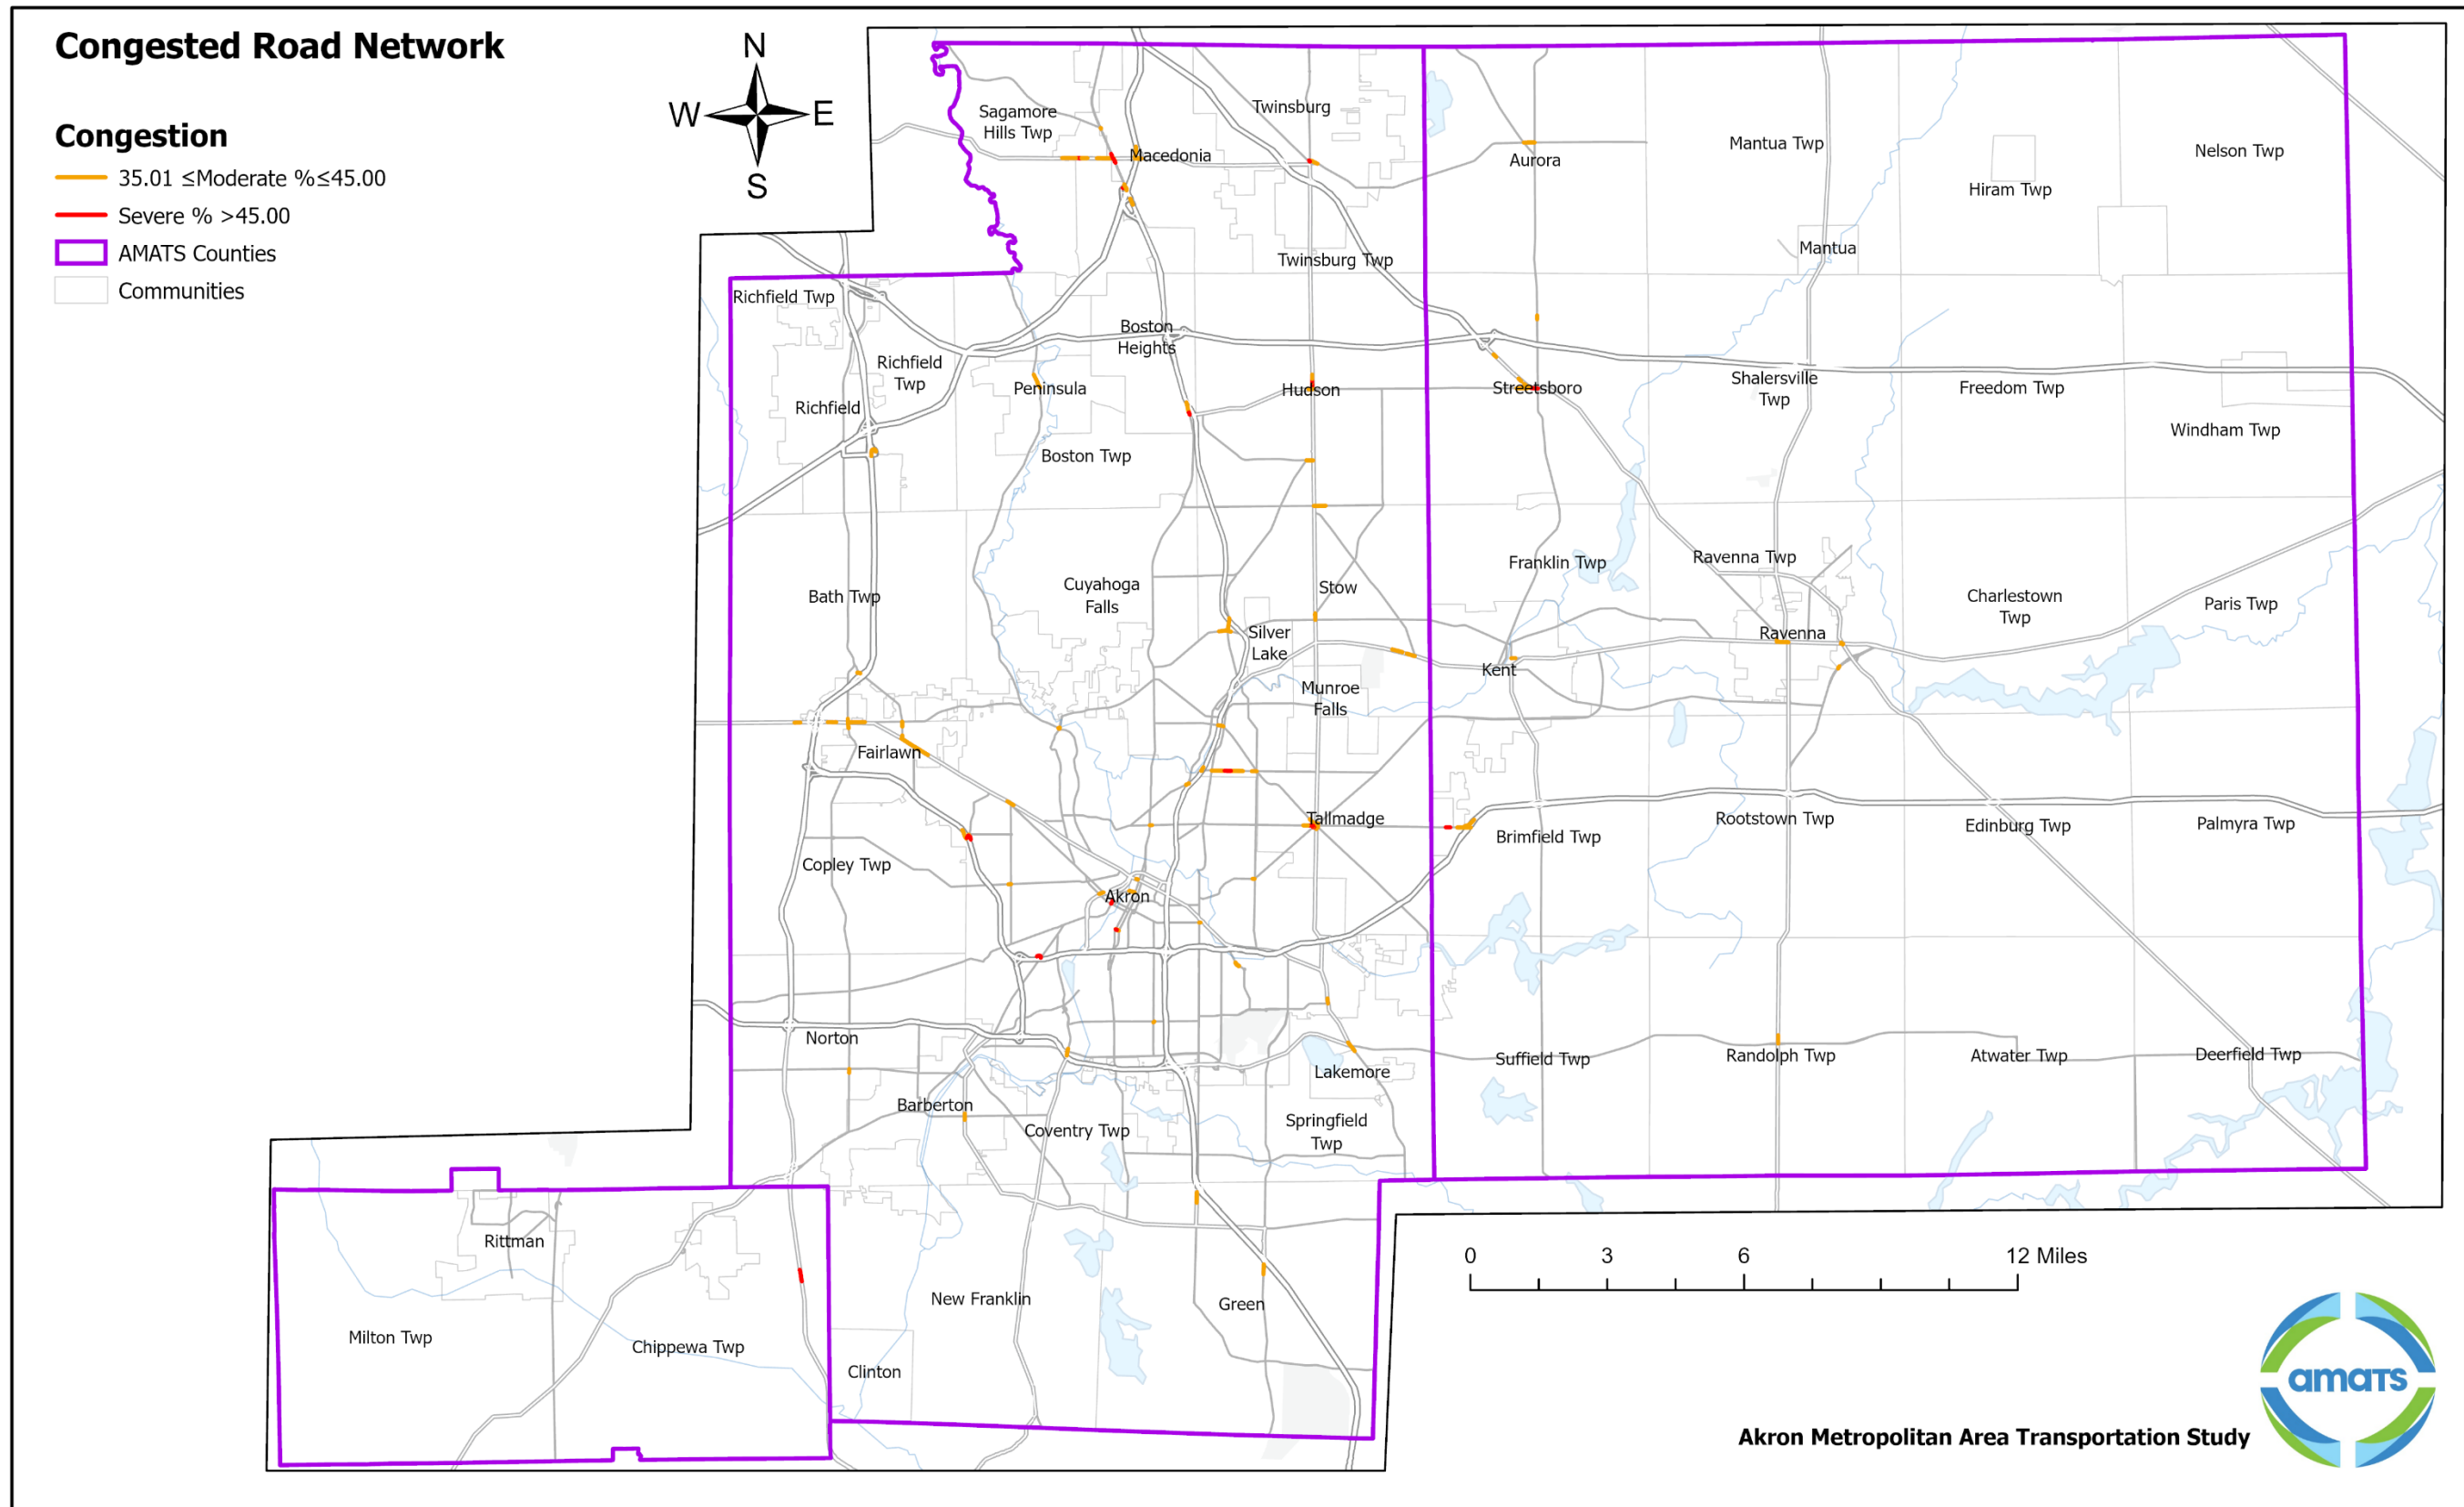 Congested Road Network
Congestion
35.01 ≤Moderate %≤45.00
Severe % >45.00
AMATS Counties
Communities
N
W
E
S
Sagamore
Hills Twp
Macedonia
Twinsburg
Twinsburg Twp
Aurora
Mantua Twp
Mantua
Hiram Twp
Nelson Twp
Richfield Twp
Richfield
Twp
Richfield
Peninsula
Boston
Heights
Boston Twp
Hudson
Streetsboro
Shalersville
Twp
Freedom Twp
Windham Twp
Bath Twp
Cuyahoga
Falls
Stow
Silver
Lake
Munroe
Falls
Franklin Twp
Kent
Ravenna Twp
Ravenna
Charlestown
Twp
Paris Twp
Fairlawn
Copley Twp
Akron
Tallmadge
Brimfield Twp
Rootstown Twp
Edinburg Twp
Palmyra Twp
Norton
Barberton
Coventry Twp
Lakemore
Springfield
Twp
Suffield Twp
Randolph Twp
Atwater Twp
Deerfield Twp
Rittman
Milton Twp
Chippewa Twp
Clinton
New Franklin
Green
0 3 6 12 Miles
amats
Akron Metropolitan Area Transportation Study